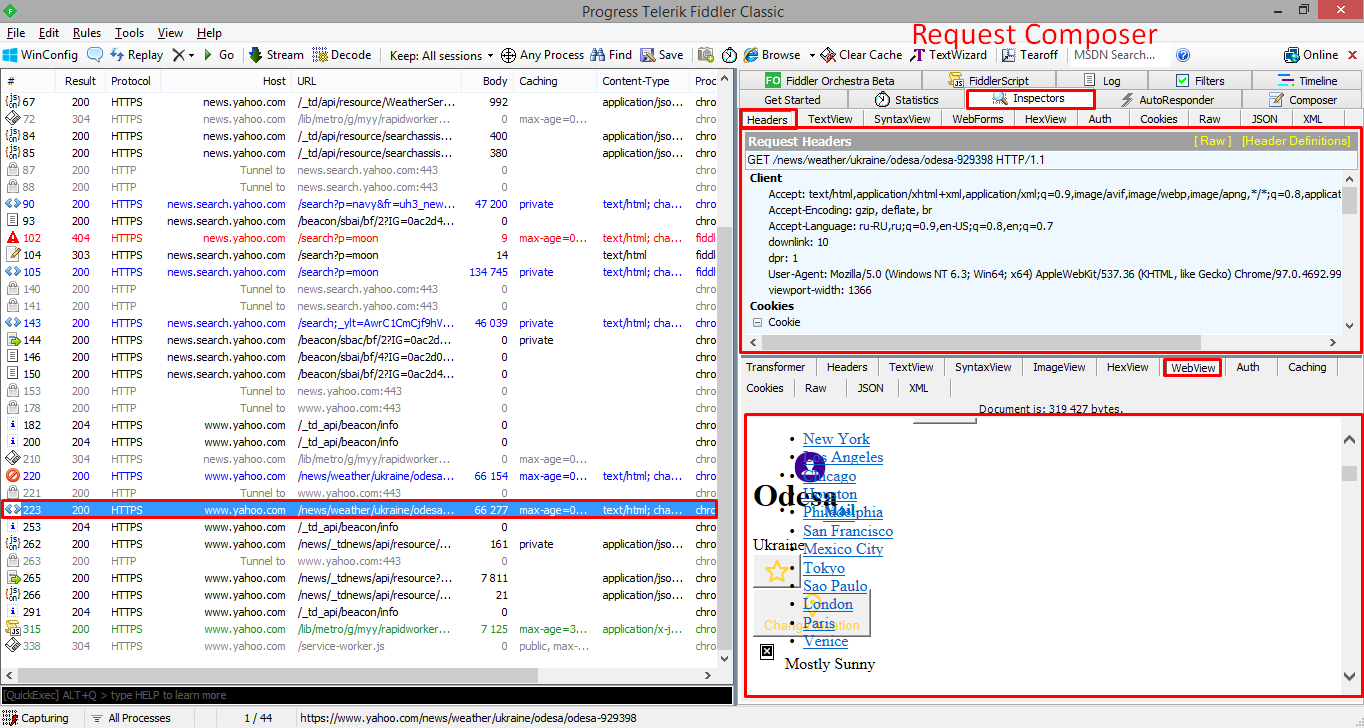 Progress Telerik Fiddler Classic
File Edit Rules Tools View Help
Request Composer
WinConfig Replay Go Stream Decode Keep: All sessions Any Process Find Save Browse Clear Cache TextWizard Tearoff MSDN Search... Online
# Result Protocol Host URL Body Caching Content-Type Proc
67 200 HTTPS news.yahoo.com /_td/api/resource/WeatherSer... 992 application/jso... chro
72 304 HTTPS news.yahoo.com /lib/metro/g/myy/rapidworker... 0 max-age=0... chro
84 200 HTTPS news.yahoo.com /_td/api/resource/searchassis... 400 application/jso... chro
85 200 HTTPS news.yahoo.com /_td/api/resource/searchassis... 380 application/jso... chro
87 200 HTTP Tunnel to news.search.yahoo.com:443 0 chro
88 200 HTTP Tunnel to news.search.yahoo.com:443 0 chro
90 200 HTTPS news.search.yahoo.com /search?p=navy&fr=uh3_new... 47 200 private text/html; cha... chro
93 200 HTTPS news.search.yahoo.com /beacon/sbai/bf/2?IG=0ac2d4... 0 chro
102 404 HTTPS news.yahoo.com /search?p=moon 9 max-age=0... text/html; cha... fiddl
104 303 HTTPS news.yahoo.com /search?p=moon 14 text/html fiddl
105 200 HTTPS news.search.yahoo.com /search?p=moon 134 745 private text/html; cha... fiddl
140 200 HTTP Tunnel to news.search.yahoo.com:443 0 chro
141 200 HTTP Tunnel to news.search.yahoo.com:443 0 chro
143 200 HTTPS news.search.yahoo.com /search;_ylt=AwrC1CmCjf9hV... 46 039 private text/html; cha... chro
144 200 HTTPS news.search.yahoo.com /beacon/sbac/bf/2?IG=0ac2d... 0 private chro
146 200 HTTPS news.search.yahoo.com /beacon/sbai/bf/4?IG=0ac2d0... 0 chro
150 200 HTTPS news.search.yahoo.com /beacon/sbai/bf/2?IG=0ac2d4... 0 chro
153 200 HTTP Tunnel to news.yahoo.com:443 0 chro
178 200 HTTP Tunnel to www.yahoo.com:443 0 chro
182 204 HTTPS www.yahoo.com /_td_api/beacon/info 0 chro
200 204 HTTPS www.yahoo.com /_td_api/beacon/info 0 chro
210 304 HTTPS news.yahoo.com /lib/metro/g/myy/rapidworker... 0 max-age=0... chro
220 200 HTTPS www.yahoo.com /news/weather/ukraine/odesa... 66 154 max-age=0... text/html; cha... chro
221 200 HTTP Tunnel to www.yahoo.com:443 0 chro
223 200 HTTPS www.yahoo.com /news/weather/ukraine/odesa... 66 277 max-age=0... text/html; cha... chro
253 204 HTTPS www.yahoo.com /_td_api/beacon/info 0 chro
262 200 HTTPS www.yahoo.com /news/_tdnews/api/resource/... 161 private application/jso... chro
263 200 HTTP Tunnel to www.yahoo.com:443 0 chro
265 200 HTTPS www.yahoo.com /news/_tdnews/api/resource?... 7 811 application/jso... chro
266 200 HTTPS www.yahoo.com /news/_tdnews/api/resource/... 21 application/jso... chro
291 204 HTTPS www.yahoo.com /_td_api/beacon/info 0 chro
315 200 HTTPS www.yahoo.com /lib/metro/g/myy/rapidworker... 7 125 max-age=3... application/x-j... chro
338 304 HTTPS www.yahoo.com /service-worker.js 0 public, max-... chro
[QuickExec] ALT+Q > type HELP to learn more
Capturing All Processes 1 / 44 https://www.yahoo.com/news/weather/ukraine/odesa/odesa-929398
FO Fiddler Orchestra Beta FiddlerScript Log Filters Timeline
Get Started Statistics Inspectors AutoResponder Composer
Headers TextView SyntaxView WebForms HexView Auth Cookies Raw JSON XML
Request Headers [ Raw ] [Header Definitions]
GET /news/weather/ukraine/odesa/odesa-929398 HTTP/1.1
Client
Accept: text/html,application/xhtml+xml,application/xml;q=0.9,image/avif,image/webp,image/apng,*/*;q=0.8,applicat
Accept-Encoding: gzip, deflate, br
Accept-Language: ru-RU,ru;q=0.9,en-US;q=0.8,en;q=0.7
downlink: 10
dpr: 1
User-Agent: Mozilla/5.0 (Windows NT 6.3; Win64; x64) AppleWebKit/537.36 (KHTML, like Gecko) Chrome/97.0.4692.99
viewport-width: 1366
Cookies
Cookie
Transformer Headers TextView SyntaxView ImageView HexView WebView Auth Caching
Cookies Raw JSON XML
Document is: 319 427 bytes.
New York
Los Angeles
Chicago
Houston
Odesa
Philadelphia
Mail
San Francisco
Ukraine
Mexico City
Tokyo
Sao Paulo
London
Change location
Paris
Venice
Mostly Sunny